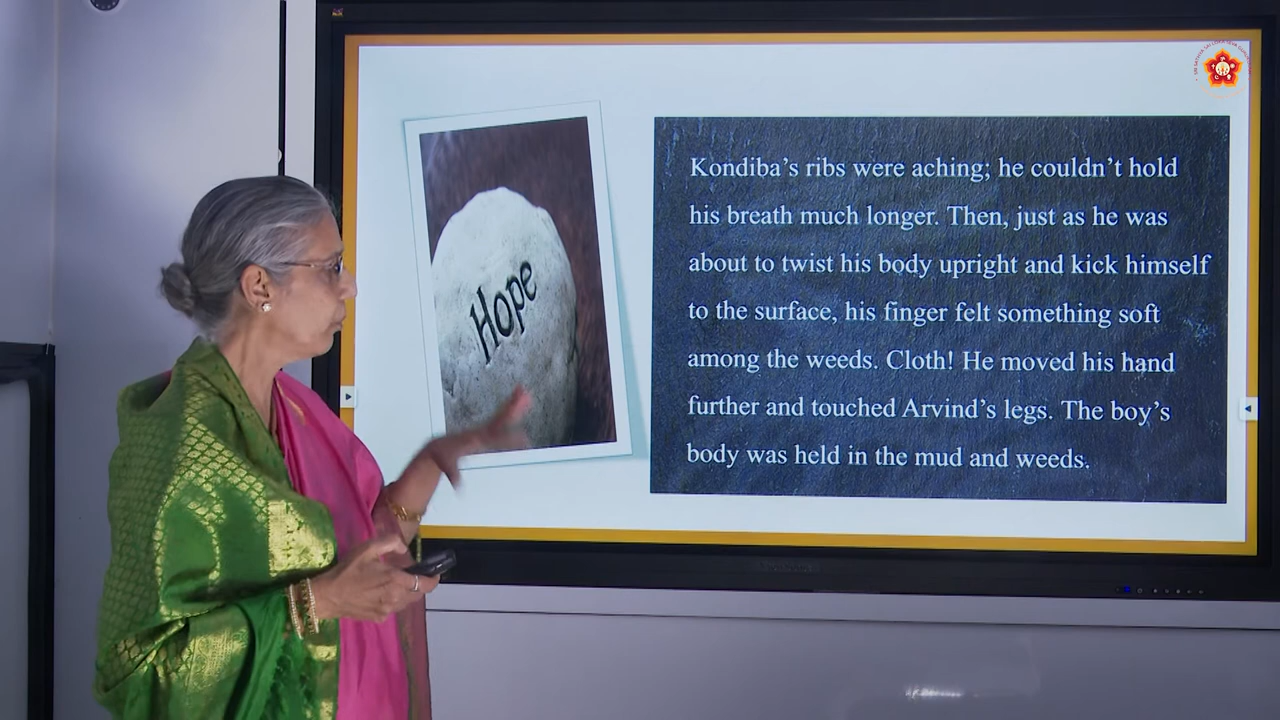 Hope
Kondiba’s ribs were aching; he couldn’t hold
his breath much longer. Then, just as he was
about to twist his body upright and kick himself
to the surface, his finger felt something soft
among the weeds. Cloth! He moved his hand
further and touched Arvind’s legs. The boy’s
body was held in the mud and weeds.